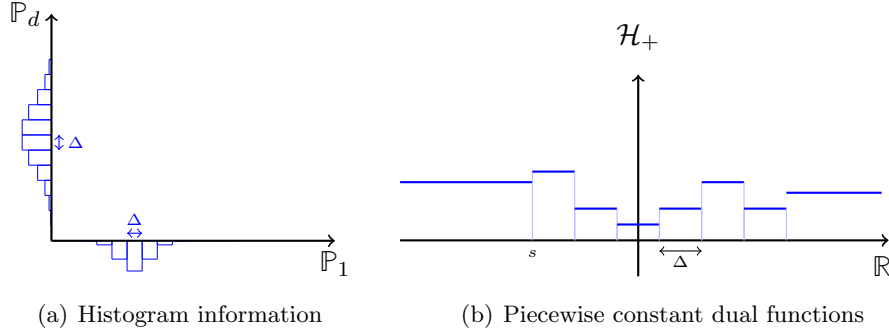 ℙ_d
Δ
Δ
ℙ_1
(a) Histogram information
ℋ_+
s
Δ
ℝ
(b) Piecewise constant dual functions